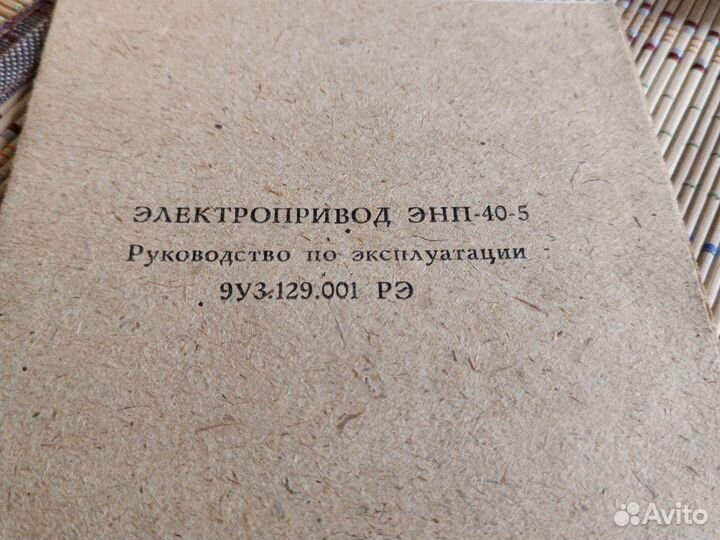 ЭЛЕКТРОПРИВОД ЭНП-40-5
Руководство по эксплуатации
9УЗ.129.001 РЭ
Avito